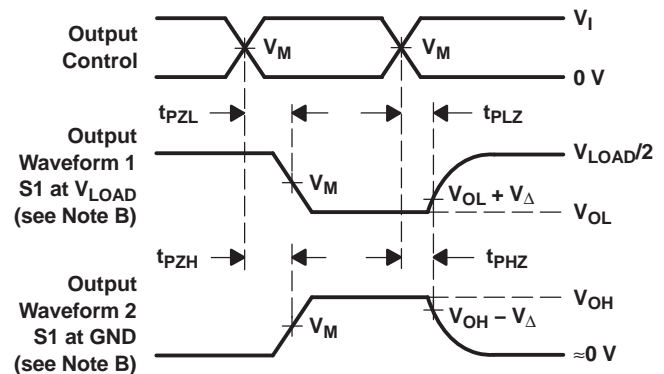 Output
Control
V_M
V_M
V_I
0 V
t_PZL
t_PLZ
Output
Waveform 1
S1 at V_LOAD
(see Note B)
V_M
V_LOAD/2
V_OL + V_Δ
V_OL
t_PZH
t_PHZ
Output
Waveform 2
S1 at GND
(see Note B)
V_M
V_OH
V_OH − V_Δ
≈0 V